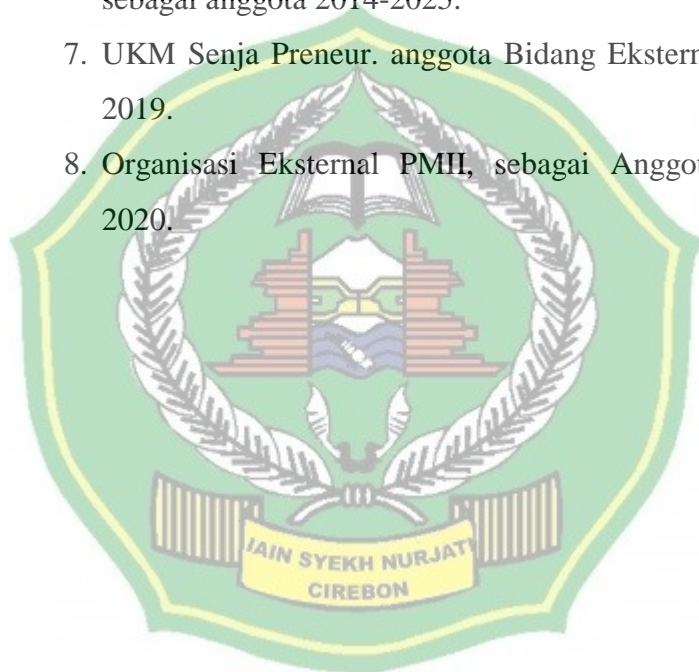 sebagai anggota 2014-2025.
7. UKM Senja Preneur. anggota Bidang Ekstern
2019.
8. Organisasi Eksternal PMII, sebagai Anggot
2020.
IAIN SYEKH NURJATI
CIREBON